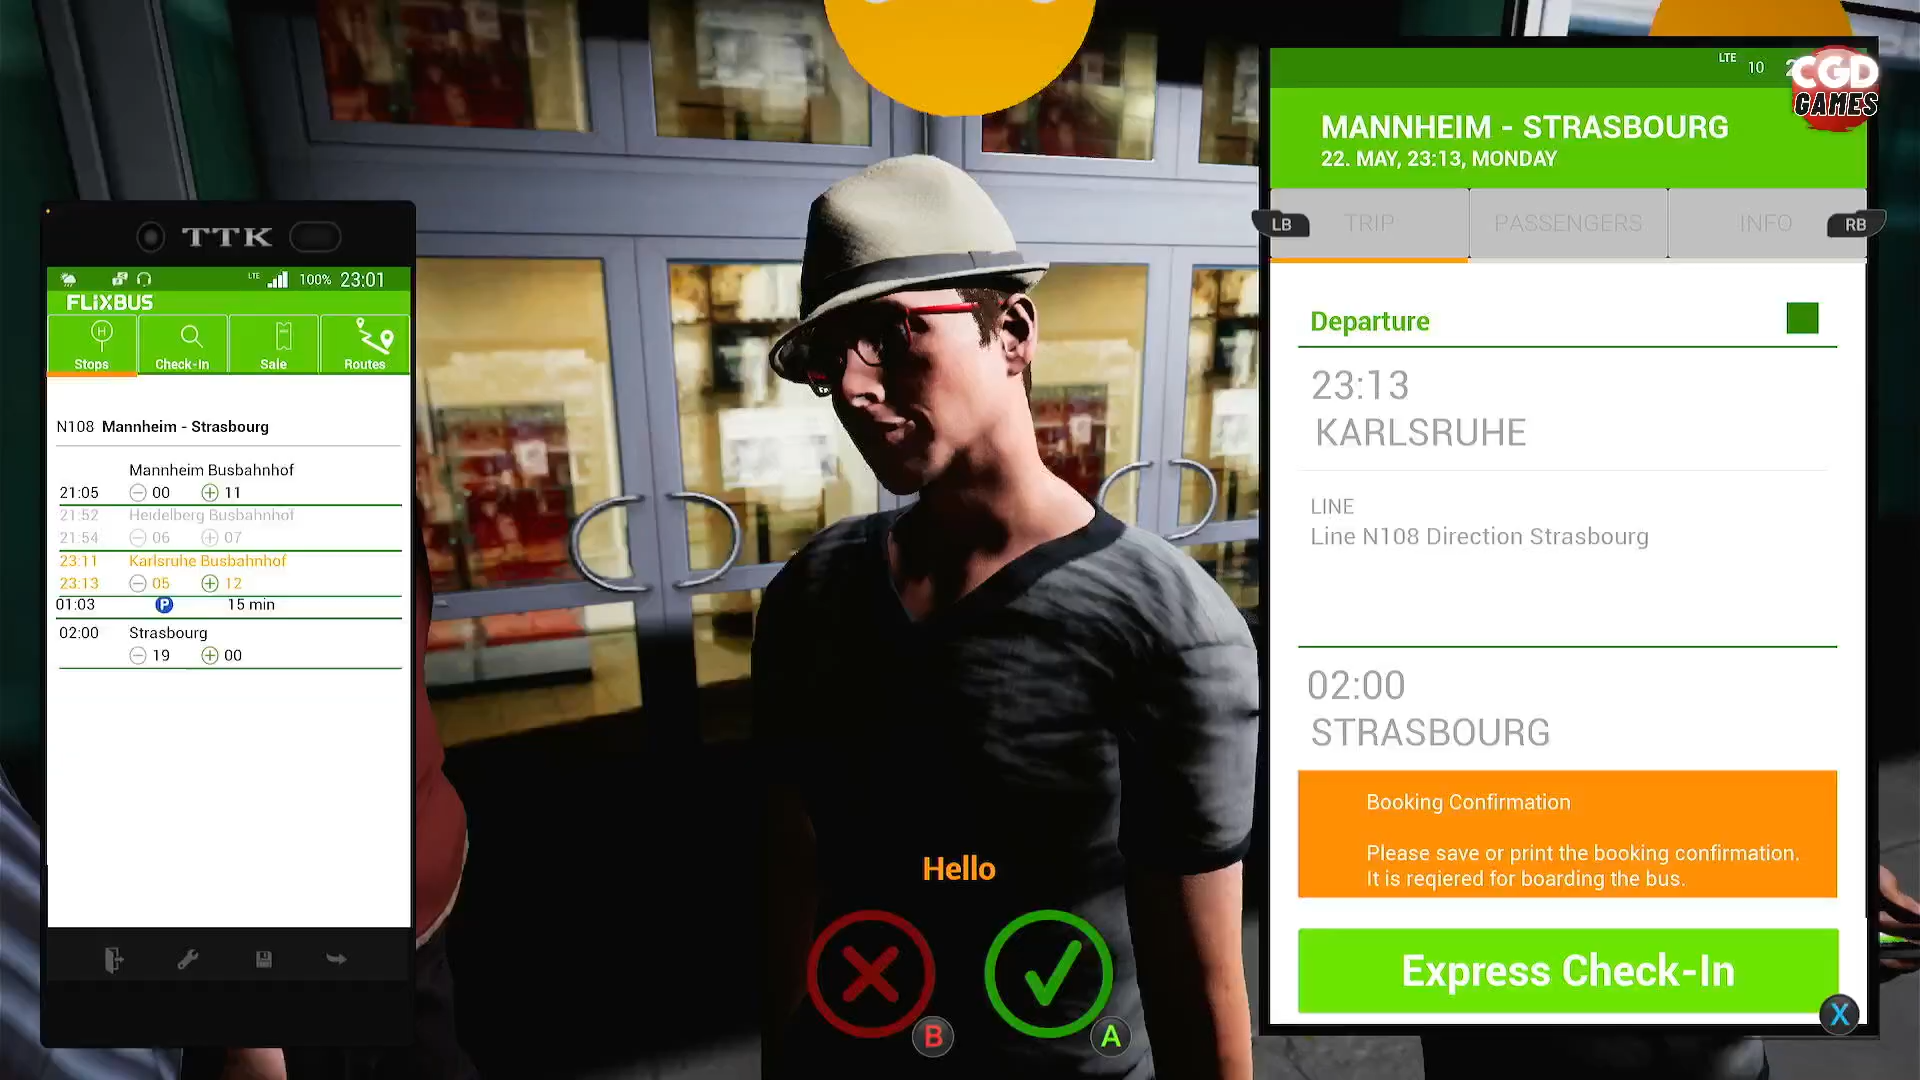 TTK
LTE 100% 23:01
FLiXBUS
H
Stops Check-In Sale Routes
N108 Mannheim - Strasbourg
Mannheim Busbahnhof
21:05 00 11
21:52 Heidelberg Busbahnhof
21:54 06 07
23:11 Karlsruhe Busbahnhof
23:13 05 12
01:03 P 15 min
02:00 Strasbourg
19 00
Hello
B
A
LTE 10
CGD
GAMES
MANNHEIM - STRASBOURG
22. MAY, 23:13, MONDAY
LB TRIP PASSENGERS INFO RB
Departure
23:13
KARLSRUHE
LINE
Line N108 Direction Strasbourg
02:00
STRASBOURG
Booking Confirmation
Please save or print the booking confirmation.
It is reqiered for boarding the bus.
Express Check-In
X